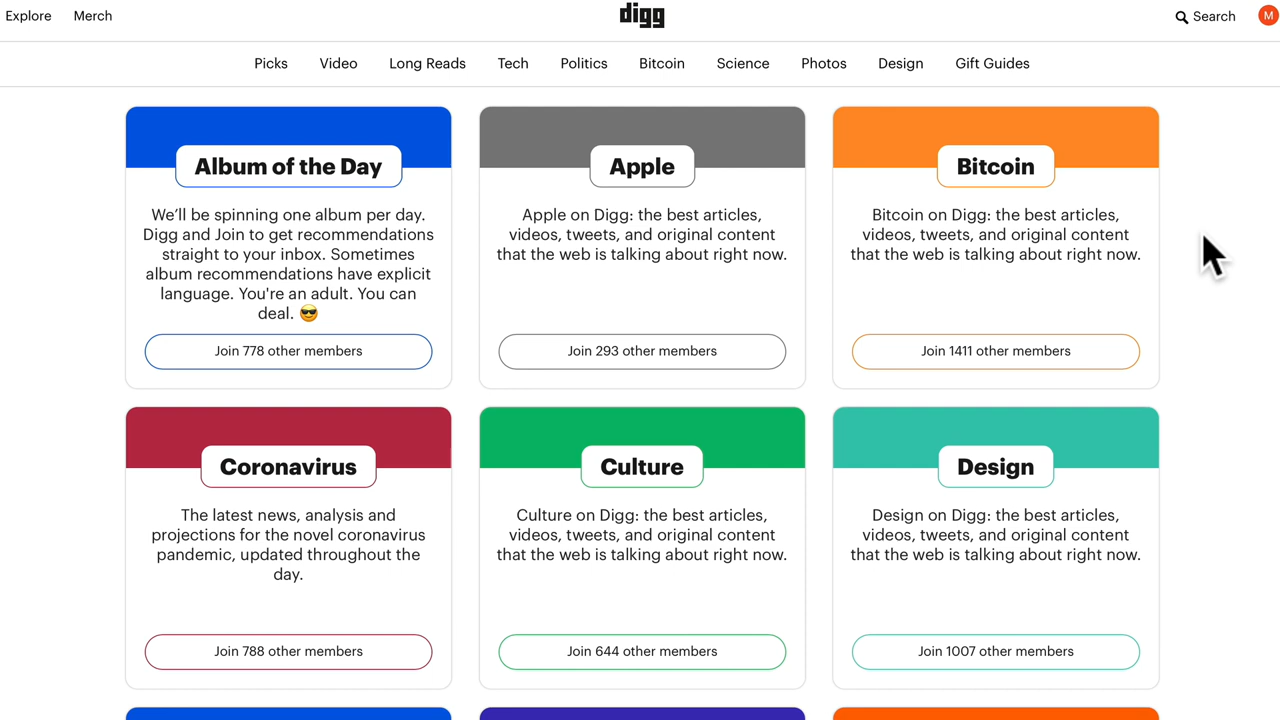 Explore Merch digg Search M
Picks Video Long Reads Tech Politics Bitcoin Science Photos Design Gift Guides
Album of the Day
We’ll be spinning one album per day.
Digg and Join to get recommendations
straight to your inbox. Sometimes
album recommendations have explicit
language. You're an adult. You can
deal. 😎
Join 778 other members
Apple
Apple on Digg: the best articles,
videos, tweets, and original content
that the web is talking about right now.
Join 293 other members
Bitcoin
Bitcoin on Digg: the best articles,
videos, tweets, and original content
that the web is talking about right now.
Join 1411 other members
Coronavirus
The latest news, analysis and
projections for the novel coronavirus
pandemic, updated throughout the
day.
Join 788 other members
Culture
Culture on Digg: the best articles,
videos, tweets, and original content
that the web is talking about right now.
Join 644 other members
Design
Design on Digg: the best articles,
videos, tweets, and original content
that the web is talking about right now.
Join 1007 other members